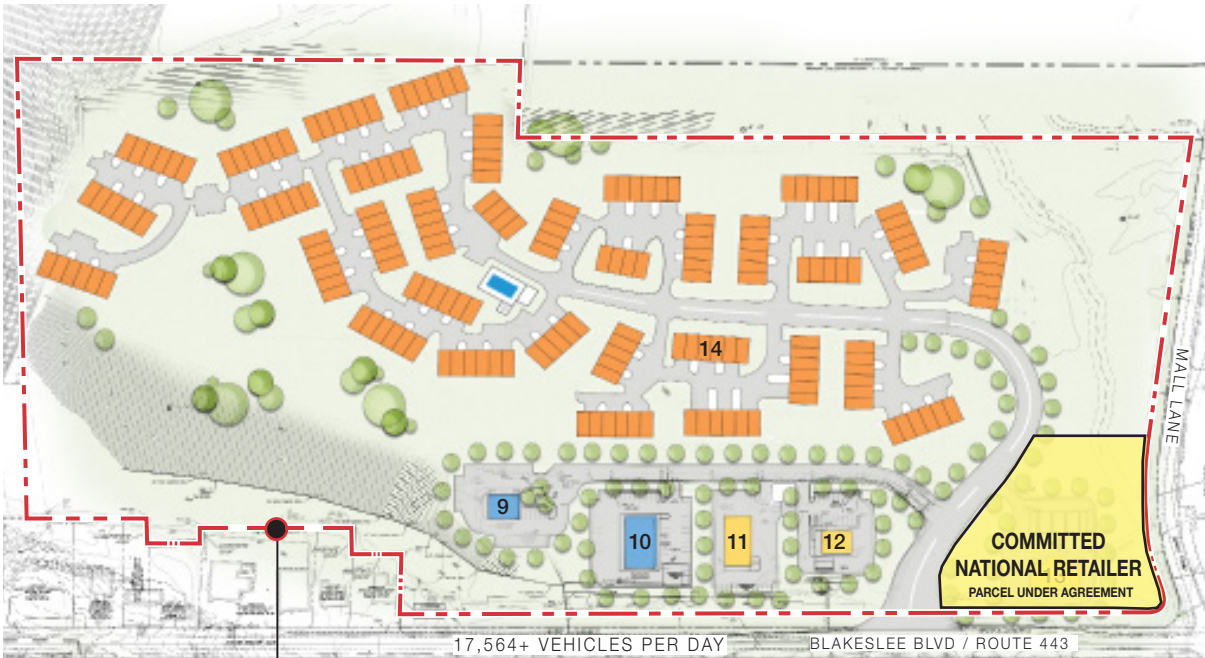 14
MALL LANE
9
10
11
12
COMMITTED
NATIONAL RETAILER
PARCEL UNDER AGREEMENT
17,564+ VEHICLES PER DAY
BLAKESLEE BLVD / ROUTE 443